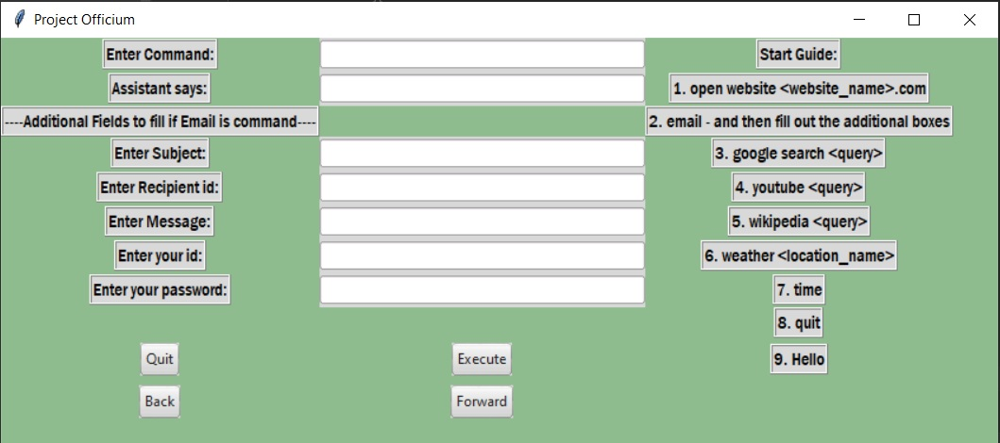 Project Officium
Enter Command:
Start Guide:
Assistant says:
1. open website <website_name>.com
----Additional Fields to fill if Email is command----
2. email - and then fill out the additional boxes
Enter Subject:
3. google search <query>
Enter Recipient id:
4. youtube <query>
Enter Message:
5. wikipedia <query>
Enter your id:
6. weather <location_name>
Enter your password:
7. time
8. quit
Quit
Execute
9. Hello
Back
Forward